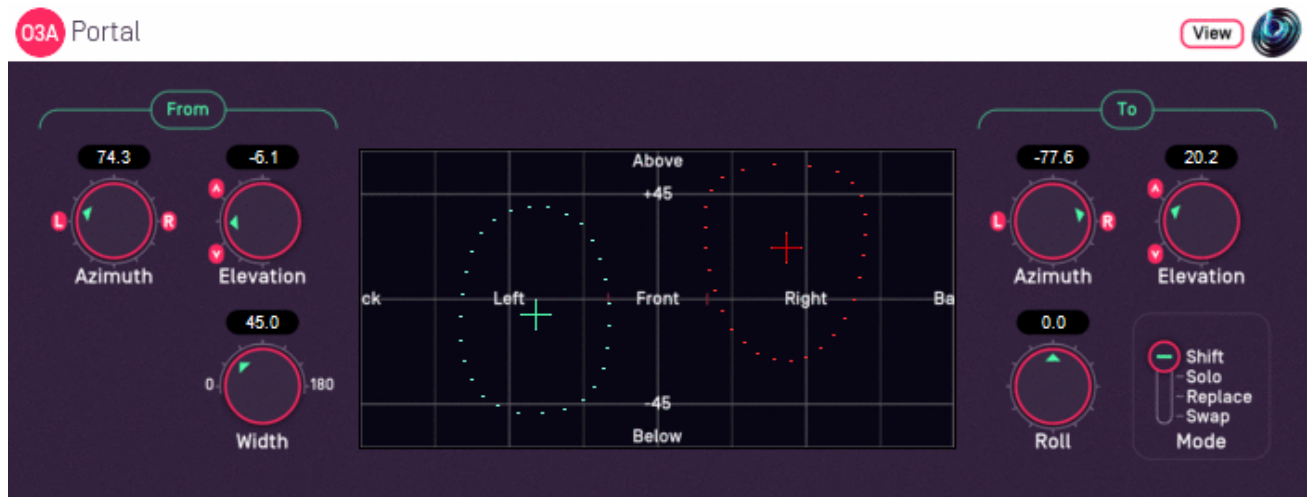 O3A Portal
View
From
To
74.3
-6.1
-77.6
20.2
L
R
Azimuth
Elevation
L
R
Azimuth
Elevation
Above
+45
ck
Left
Front
Right
Ba
-45
Below
45.0
0
180
Width
0.0
Roll
Shift
Solo
Replace
Swap
Mode